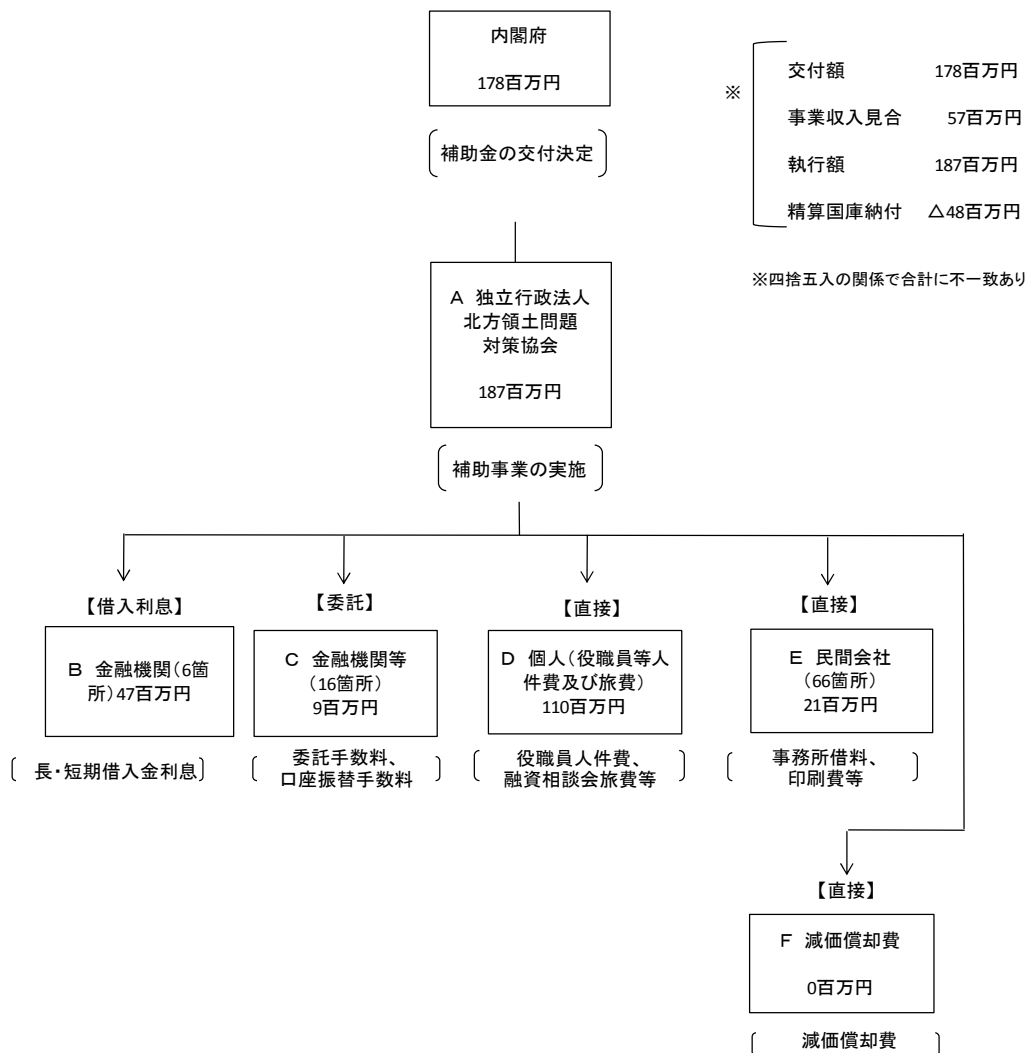 内閣府
178百万円
補助金の交付決定
※
交付額 178百万円
事業収入見合 57百万円
執行額 187百万円
精算国庫納付 △48百万円
※四捨五入の関係で合計に不一致あり
A 独立行政法人
北方領土問題
対策協会
187百万円
補助事業の実施
【借入利息】
B 金融機関(6箇
所)47百万円
長・短期借入金利息
【委託】
C 金融機関等
(16箇所)
9百万円
委託手数料、
口座振替手数料
【直接】
D 個人(役職員等人
件費及び旅費)
110百万円
役職員人件費、
融資相談会旅費等
【直接】
E 民間会社
(66箇所)
21百万円
事務所借料、
印刷費等
【直接】
F 減価償却費
0百万円
減価償却費